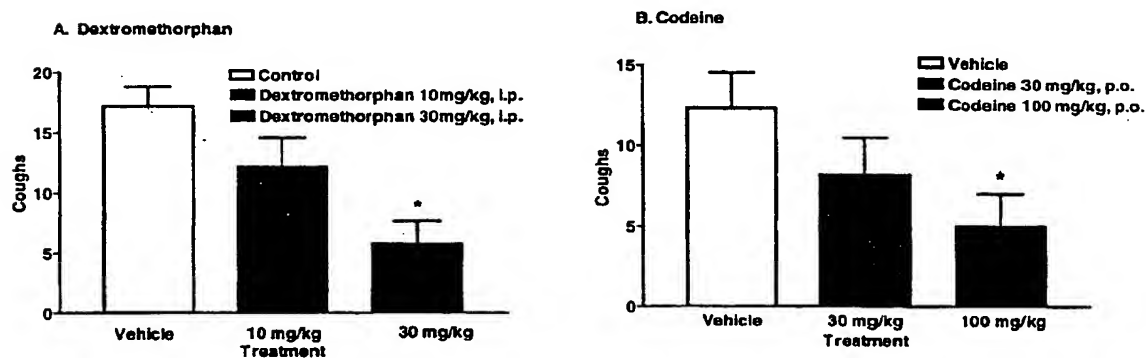 A. Dextromethorphan
Control
Dextromethorphan 10mg/kg, i.p.
Dextromethorphan 30mg/kg, i.p.
20
15
10
5
0
Coughs
*
Vehicle
10 mg/kg
30 mg/kg
Treatment
B. Codeine
Vehicle
Codeine 30 mg/kg, p.o.
Codeine 100 mg/kg, p.o.
15
10
5
0
Coughs
*
Vehicle
30 mg/kg
100 mg/kg
Treatment